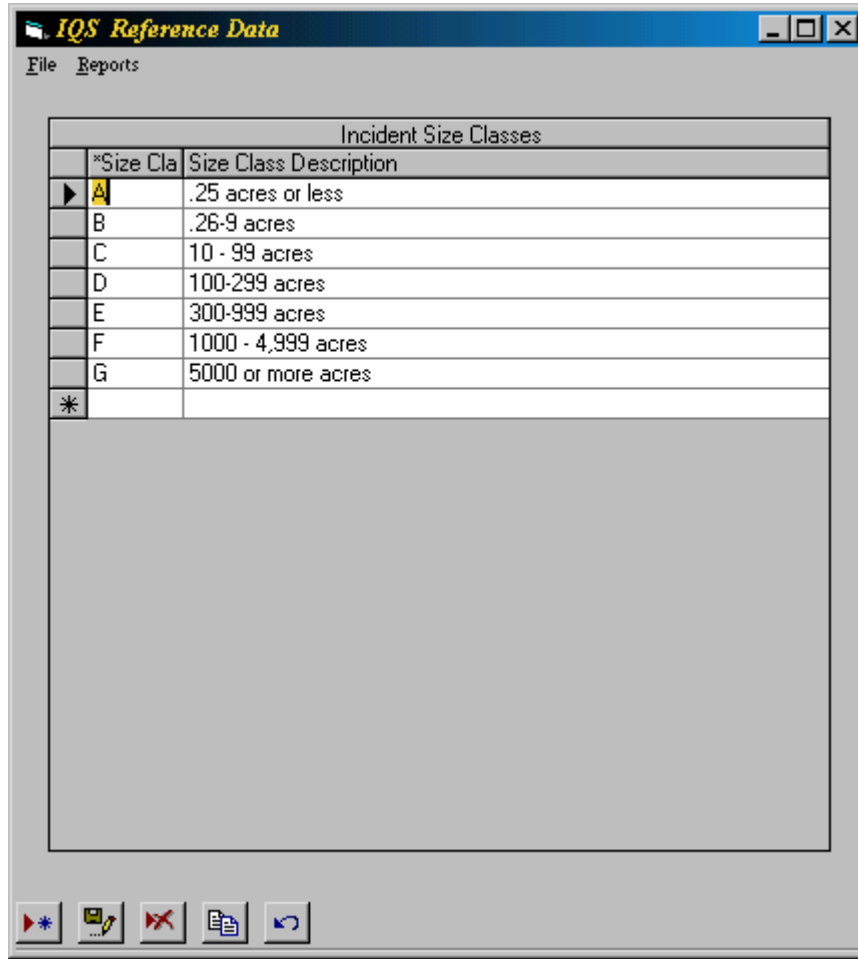 IQS Reference Data
File Reports
Incident Size Classes
*Size Cla Size Class Description
A .25 acres or less
B .26-9 acres
C 10 - 99 acres
D 100-299 acres
E 300-999 acres
F 1000 - 4,999 acres
G 5000 or more acres